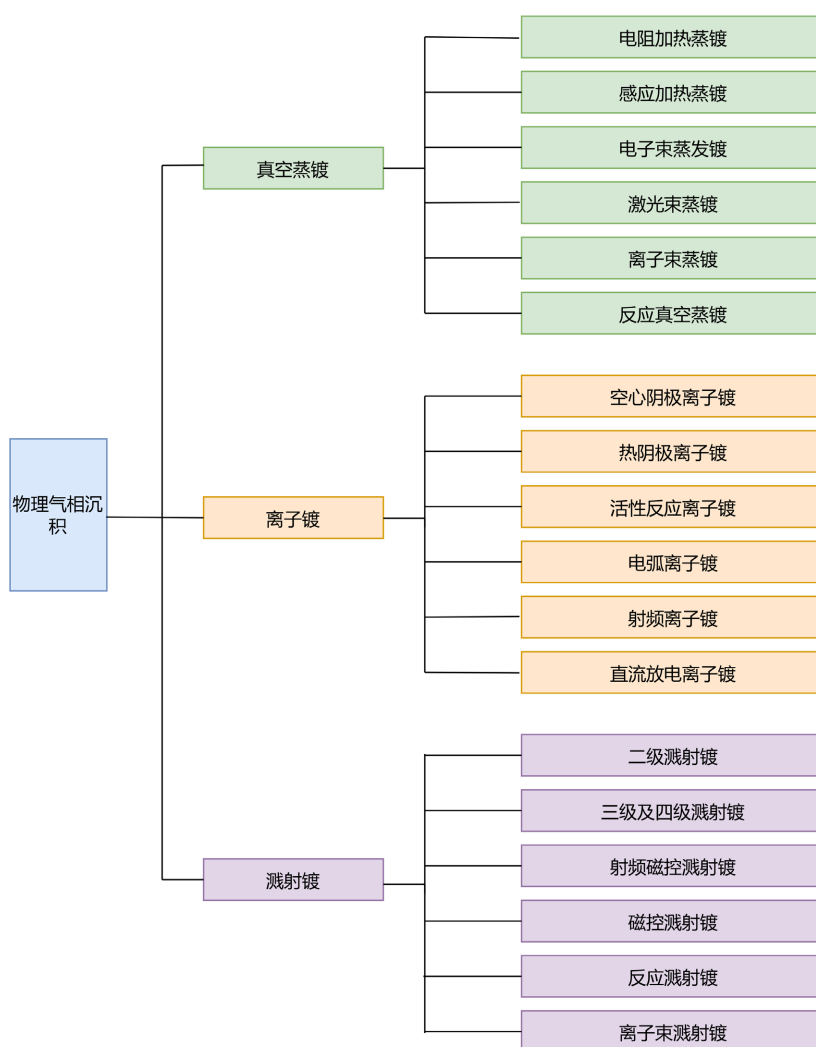 物理气相沉
积
真空蒸镀
电阻加热蒸镀
感应加热蒸镀
电子束蒸发镀
激光束蒸镀
离子束蒸镀
反应真空蒸镀
离子镀
空心阴极离子镀
热阴极离子镀
活性反应离子镀
电弧离子镀
射频离子镀
直流放电离子镀
溅射镀
二级溅射镀
三级及四级溅射镀
射频磁控溅射镀
磁控溅射镀
反应溅射镀
离子束溅射镀